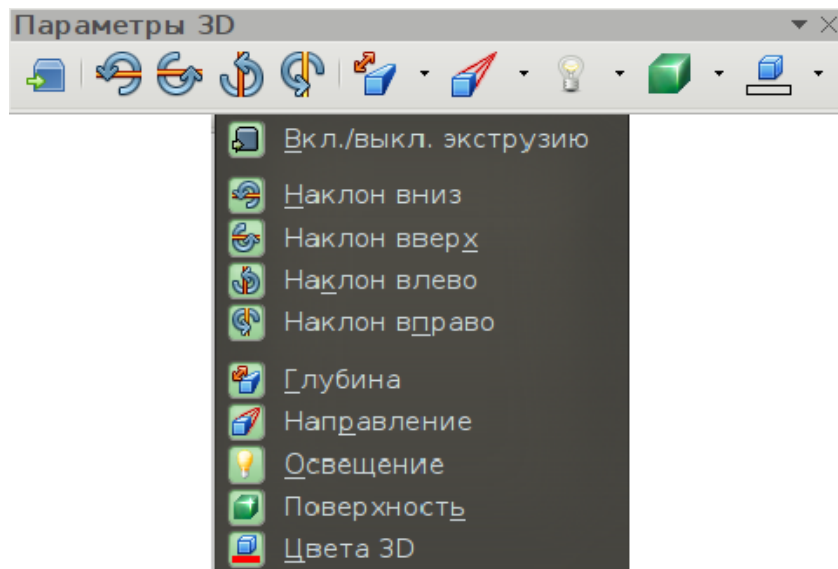 Параметры 3D
Вкл./выкл. экструзию
Наклон вниз
Наклон вверх
Наклон влево
Наклон вправо
Глубина
Направление
Освещение
Поверхность
Цвета 3D